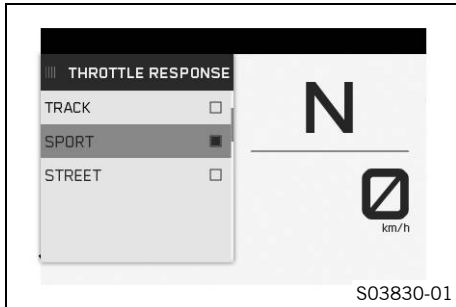 THROTTLE RESPONSE
TRACK
SPORT
STREET
N
0
km/h
S03830-01